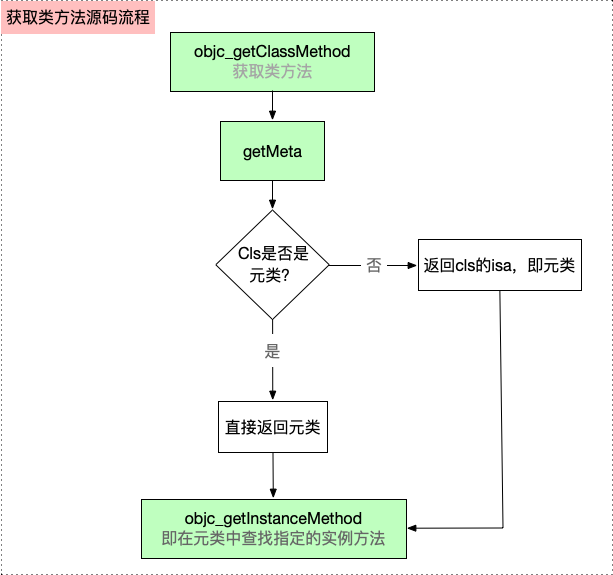 获取类方法源码流程
objc_getClassMethod
获取类方法
getMeta
Cls是否是
元类?
否
返回cls的isa，即元类
是
直接返回元类
objc_getInstanceMethod
即在元类中查找指定的实例方法